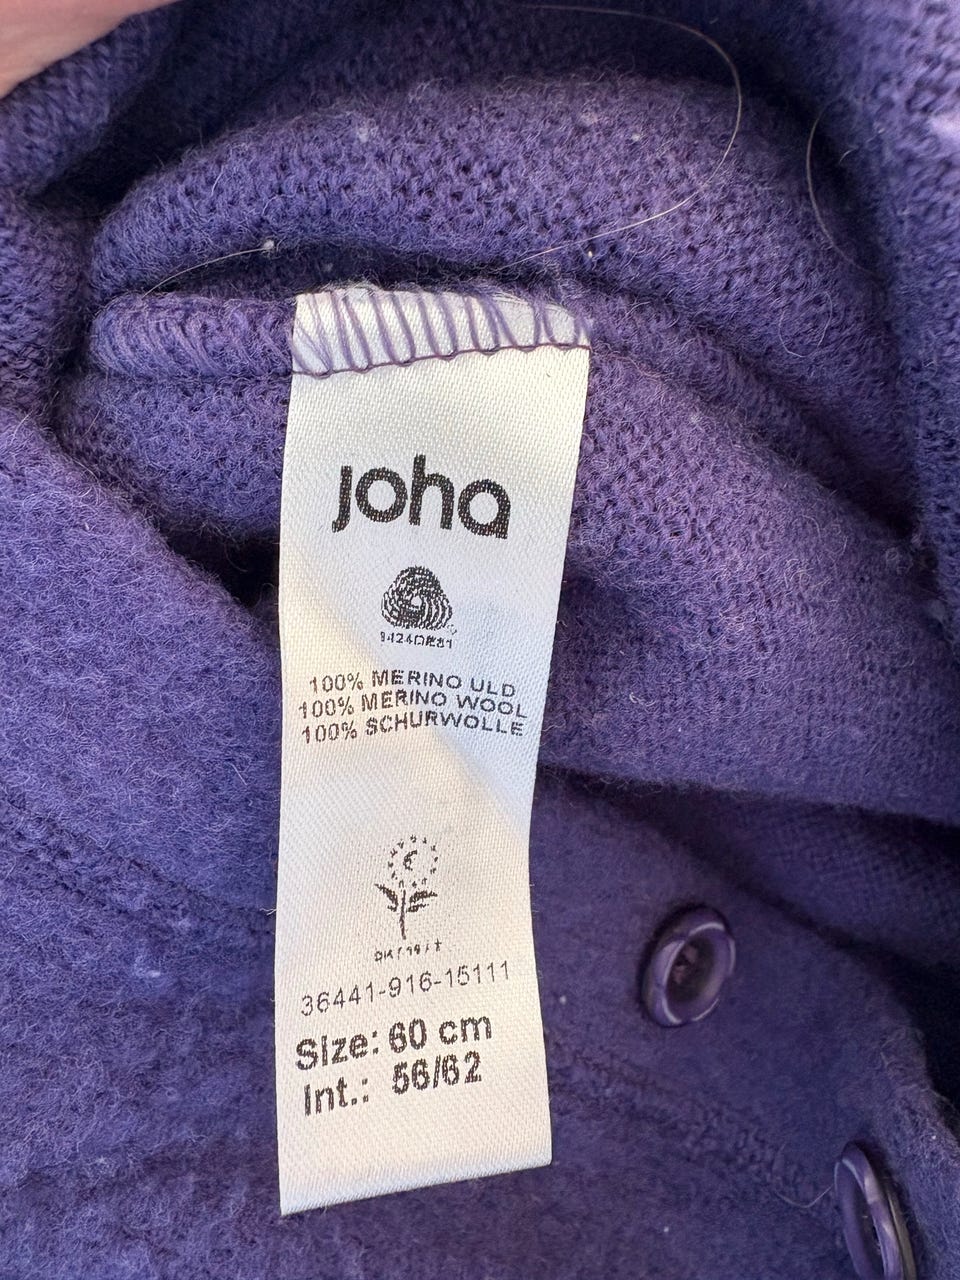 joha
100% MERINO ULD
100% MERINO WOOL
100% SCHURWOLLE
36441-916-15111
Size: 60 cm
Int.: 56/62